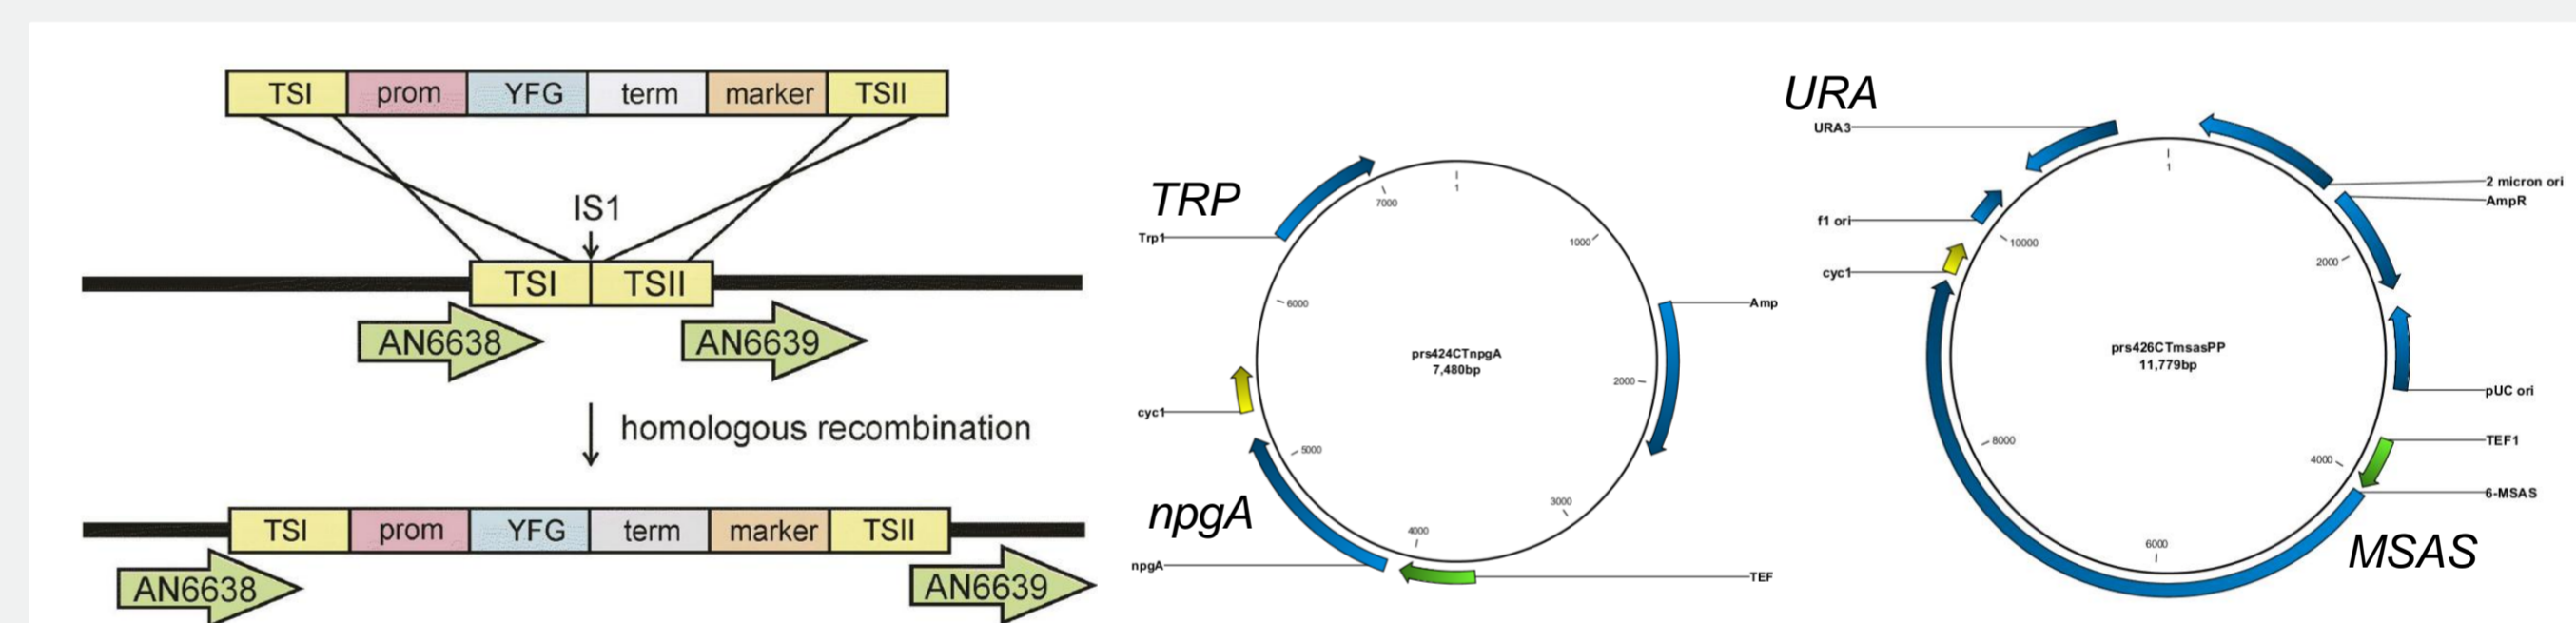 TSI prom YFG term marker TSII
IS1
TSI TSII
AN6638 AN6639
homologous recombination
TSI prom YFG term marker TSII
AN6638 AN6639
TRP
Trp1
7000
1
1000
6000
Amp
prs424CTnpgA
7,480bp
2000
cyc1
5000
npgA
3000
4000
npgA
TEF
URA
URA3
1
2 micron ori
AmpR
f1 ori
10000
2000
cyc1
prs426CTmsasPP
11,779bp
pUC ori
8000
TEF1
4000
6-MSAS
6000
MSAS